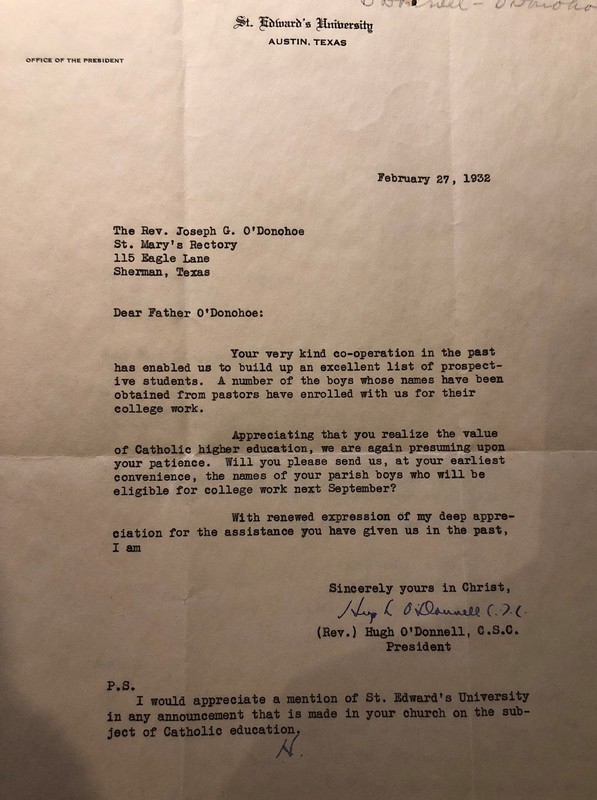 O'Donnell - O'Donoho
St. Edward's University
AUSTIN, TEXAS
OFFICE OF THE PRESIDENT
February 27, 1932
The Rev. Joseph G. O'Donohoe
St. Mary's Rectory
115 Eagle Lane
Sherman, Texas
Dear Father O'Donohoe:
Your very kind co-operation in the past
has enabled us to build up an excellent list of prospect-
ive students. A number of the boys whose names have been
obtained from pastors have enrolled with us for their
college work.
Appreciating that you realize the value
of Catholic higher education, we are again presuming upon
your patience. Will you please send us, at your earliest
convenience, the names of your parish boys who will be
eligible for college work next September?
With renewed expression of my deep appre-
ciation for the assistance you have given us in the past,
I am
Sincerely yours in Christ,
Hugh O'Donnell C.S.C.
(Rev.) Hugh O'Donnell, C.S.C.
President
P.S.
I would appreciate a mention of St. Edward's University
in any announcement that is made in your church on the sub-
ject of Catholic education.
H.